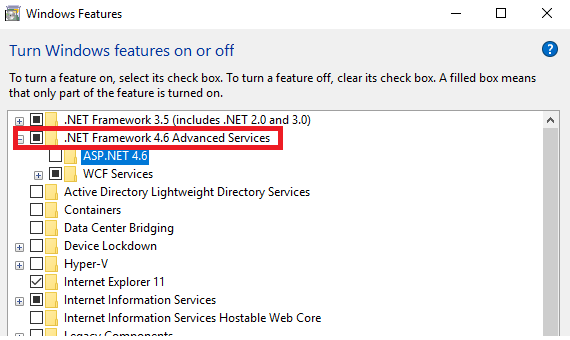 Windows Features
Turn Windows features on or off
To turn a feature on, select its check box. To turn a feature off, clear its check box. A filled box means
that only part of the feature is turned on.
.NET Framework 3.5 (includes .NET 2.0 and 3.0)
.NET Framework 4.6 Advanced Services
ASP.NET 4.6
WCF Services
Active Directory Lightweight Directory Services
Containers
Data Center Bridging
Device Lockdown
Hyper-V
Internet Explorer 11
Internet Information Services
Internet Information Services Hostable Web Core
Legacy Components